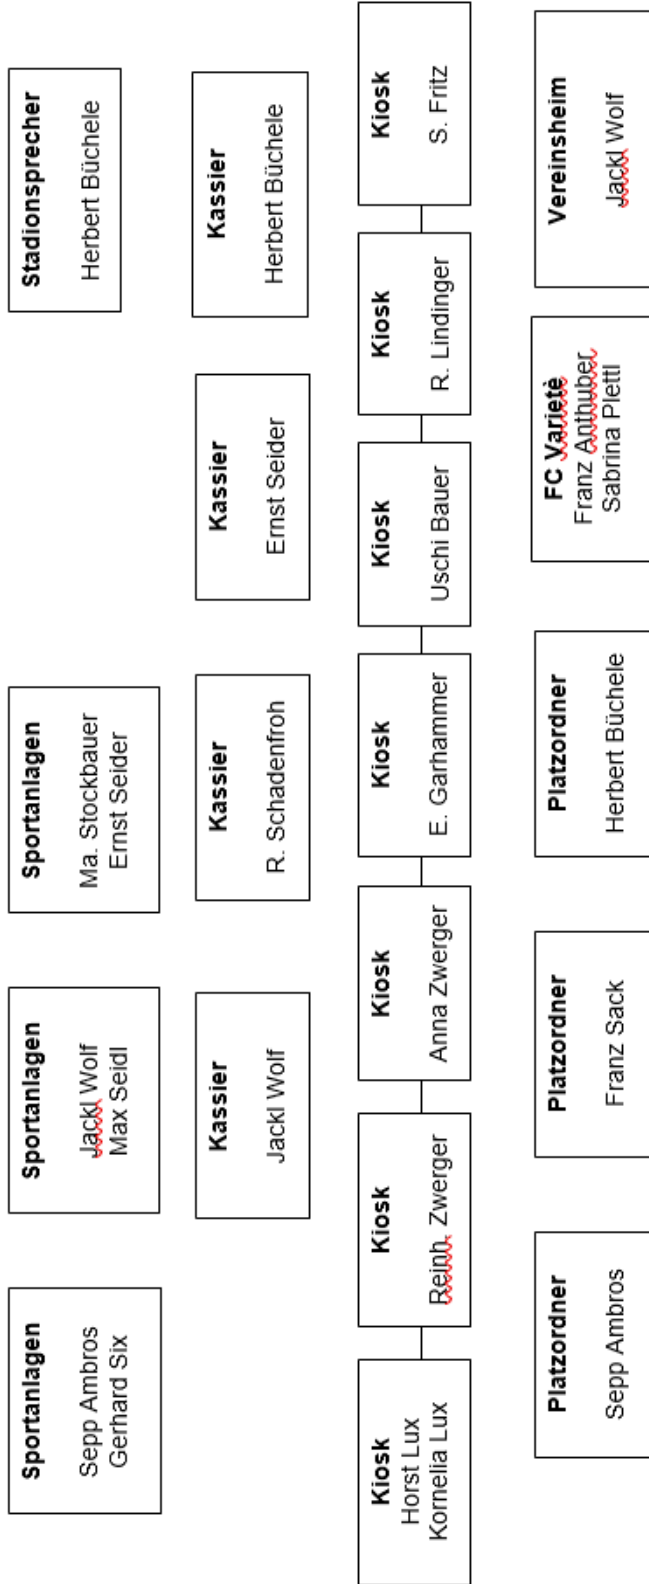 Sportanlagen
Sepp Ambros
Gerhard Six
Sportanlagen
Jackl Wolf
Max Seidl
Sportanlagen
Ma. Stockbauer
Ernst Seider
Stadionsprecher
Herbert Büchele
Kassier
Jackl Wolf
Kassier
R. Schadenfroh
Kassier
Ernst Seider
Kassier
Herbert Büchele
Kiosk
Horst Lux
Kornelia Lux
Kiosk
Reinh. Zwerger
Kiosk
Anna Zwerger
Kiosk
E. Garhammer
Kiosk
Uschi Bauer
Kiosk
R. Lindinger
Kiosk
S. Fritz
Platzordner
Sepp Ambros
Platzordner
Franz Sack
Platzordner
Herbert Büchele
FC Varietè
Franz Anthuber,
Sabrina Plettl
Vereinsheim
Jackl Wolf